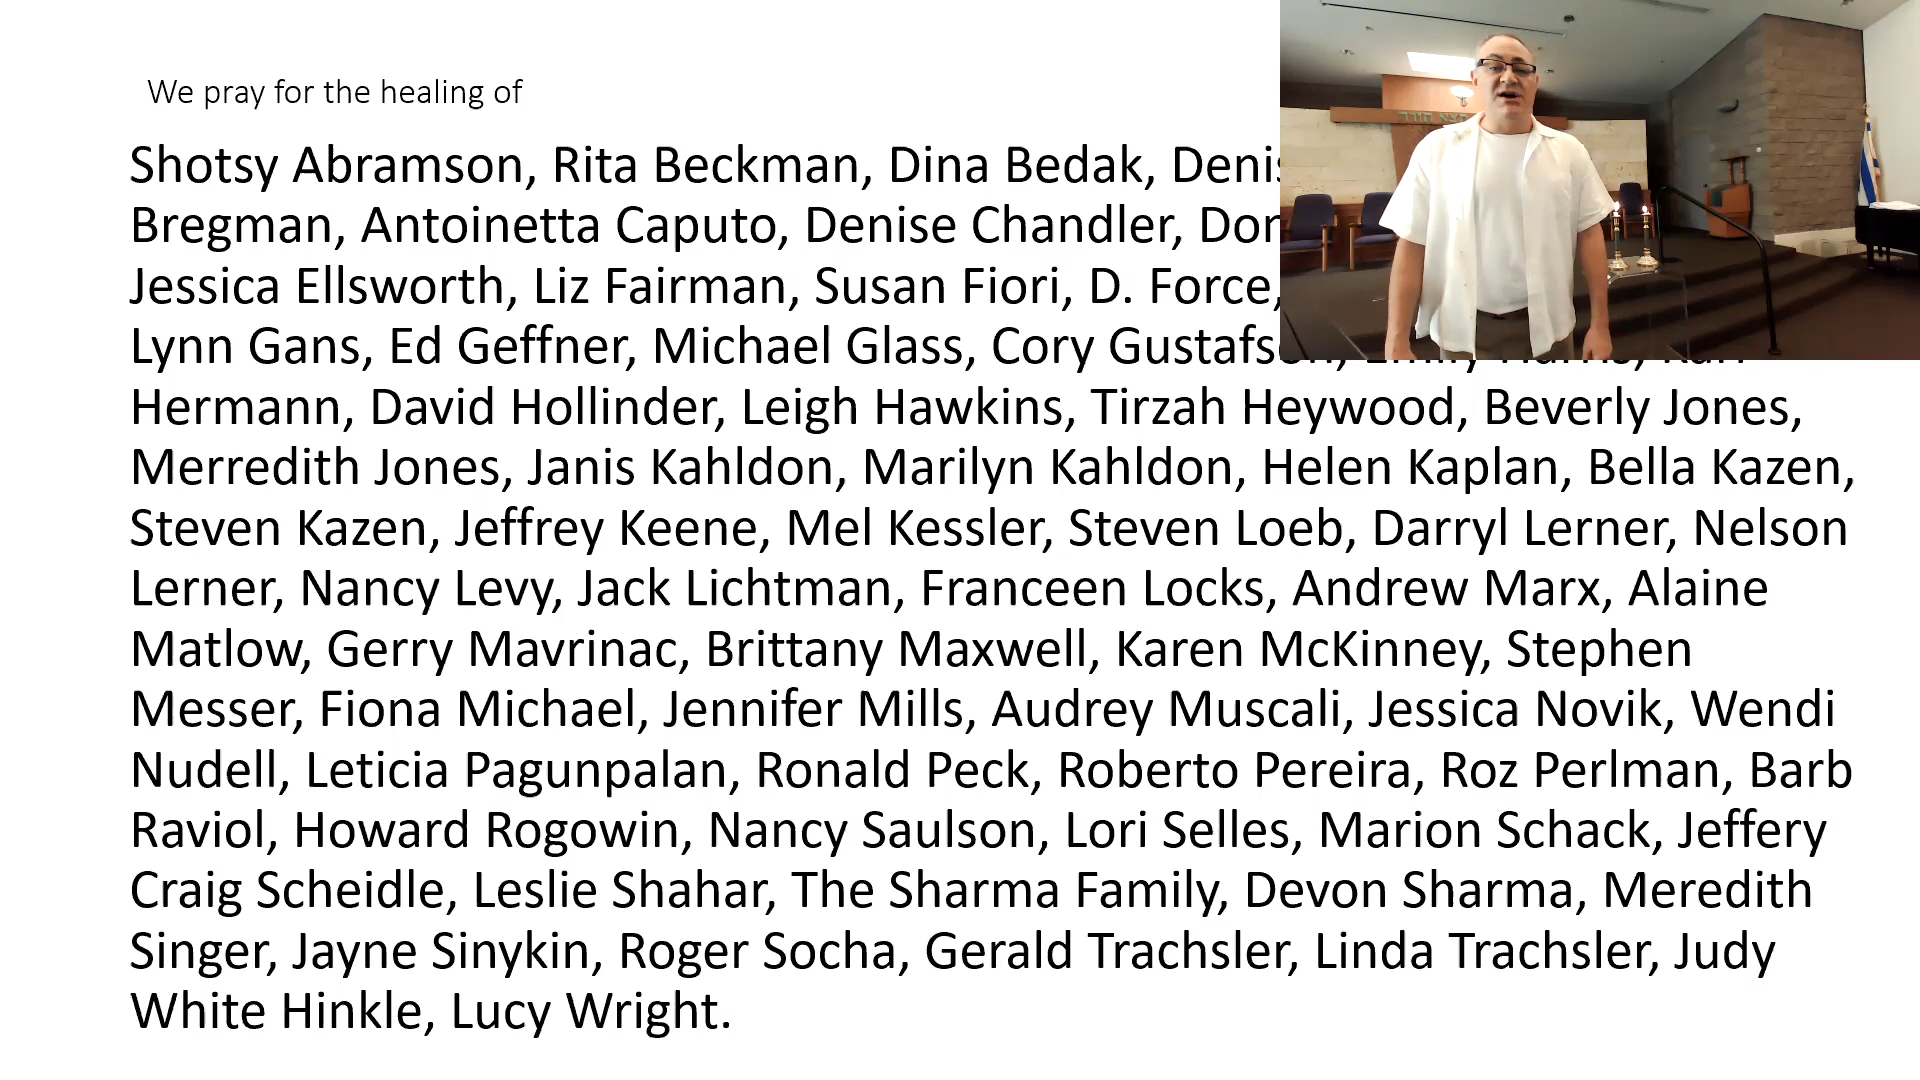 We pray for the healing of
Shotsy Abramson, Rita Beckman, Dina Bedak,
Bregman, Antoinetta Caputo, Denise Chandler,
Jessica Ellsworth, Liz Fairman, Susan Fiori, D. Force,
Lynn Gans, Ed Geffner, Michael Glass, Cory Gustafson,
Hermann, David Hollinder, Leigh Hawkins, Tirzah Heywood, Beverly Jones,
Merredith Jones, Janis Kahldon, Marilyn Kahldon, Helen Kaplan, Bella Kazen,
Steven Kazen, Jeffrey Keene, Mel Kessler, Steven Loeb, Darryl Lerner, Nelson
Lerner, Nancy Levy, Jack Lichtman, Franceen Locks, Andrew Marx, Alaine
Matlow, Gerry Mavrinac, Brittany Maxwell, Karen McKinney, Stephen
Messer, Fiona Michael, Jennifer Mills, Audrey Muscali, Jessica Novik, Wendi
Nudell, Leticia Pagunpalan, Ronald Peck, Roberto Pereira, Roz Perlman, Barb
Raviol, Howard Rogowin, Nancy Saulson, Lori Selles, Marion Schack, Jeffery
Craig Scheidle, Leslie Shahar, The Sharma Family, Devon Sharma, Meredith
Singer, Jayne Sinykin, Roger Socha, Gerald Trachsler, Linda Trachsler, Judy
White Hinkle, Lucy Wright.